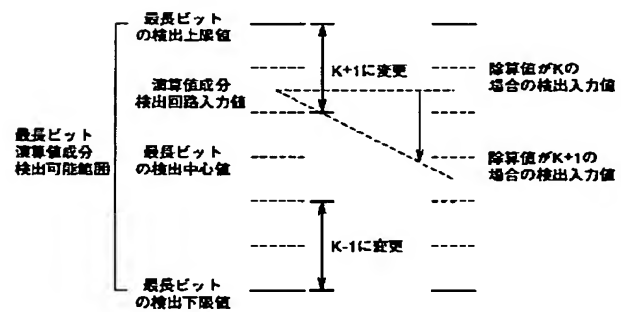 最長ビット
の検出上限値
K+1に変更
除算値がKの
場合の検出入力値
演算値成分
検出回路入力値
最長ビット
演算値成分
検出可能範囲
最長ビット
の検出中心値
除算値がK+1の
場合の検出入力値
K-1に変更
最長ビット
の検出下限値